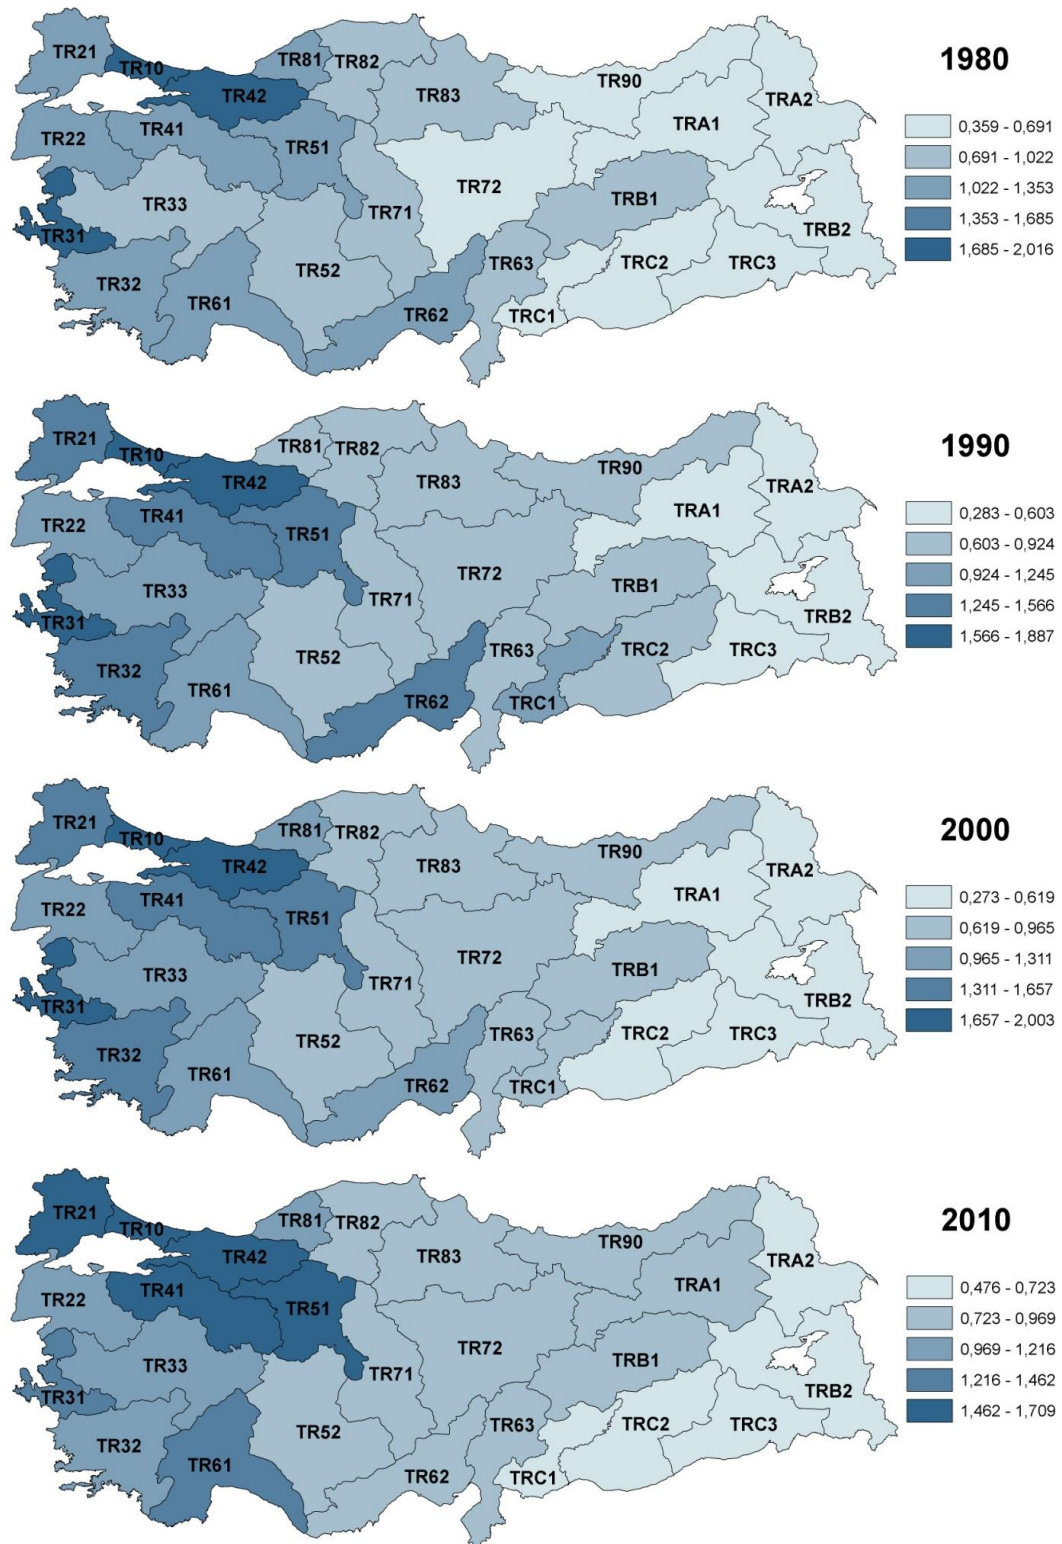 1980
TR21
TR10
TR81
TR82
TR42
TR83
TR90
TRA2
TR22
TR41
TR51
TRA1
TR72
TRB1
TR33
TR71
TR31
TRB2
TR52
TR63
TRC2
TRC3
TR32
TR61
TR62
TRC1
0,359 - 0,691
0,691 - 1,022
1,022 - 1,353
1,353 - 1,685
1,685 - 2,016
1990
TR21
TR10
TR81
TR82
TR42
TR83
TR90
TRA2
TR22
TR41
TR51
TRA1
TR72
TRB1
TR33
TR71
TR31
TRB2
TR52
TR63
TRC2
TRC3
TR32
TR61
TR62
TRC1
0,283 - 0,603
0,603 - 0,924
0,924 - 1,245
1,245 - 1,566
1,566 - 1,887
2000
TR21
TR10
TR81
TR82
TR42
TR83
TR90
TRA2
TR22
TR41
TR51
TRA1
TR72
TRB1
TR33
TR71
TR31
TRB2
TR52
TR63
TRC2
TRC3
TR32
TR61
TR62
TRC1
0,273 - 0,619
0,619 - 0,965
0,965 - 1,311
1,311 - 1,657
1,657 - 2,003
2010
TR21
TR10
TR81
TR82
TR42
TR83
TR90
TRA2
TR22
TR41
TR51
TRA1
TR72
TRB1
TR33
TR71
TR31
TRB2
TR52
TR63
TRC2
TRC3
TR32
TR61
TR62
TRC1
0,476 - 0,723
0,723 - 0,969
0,969 - 1,216
1,216 - 1,462
1,462 - 1,709